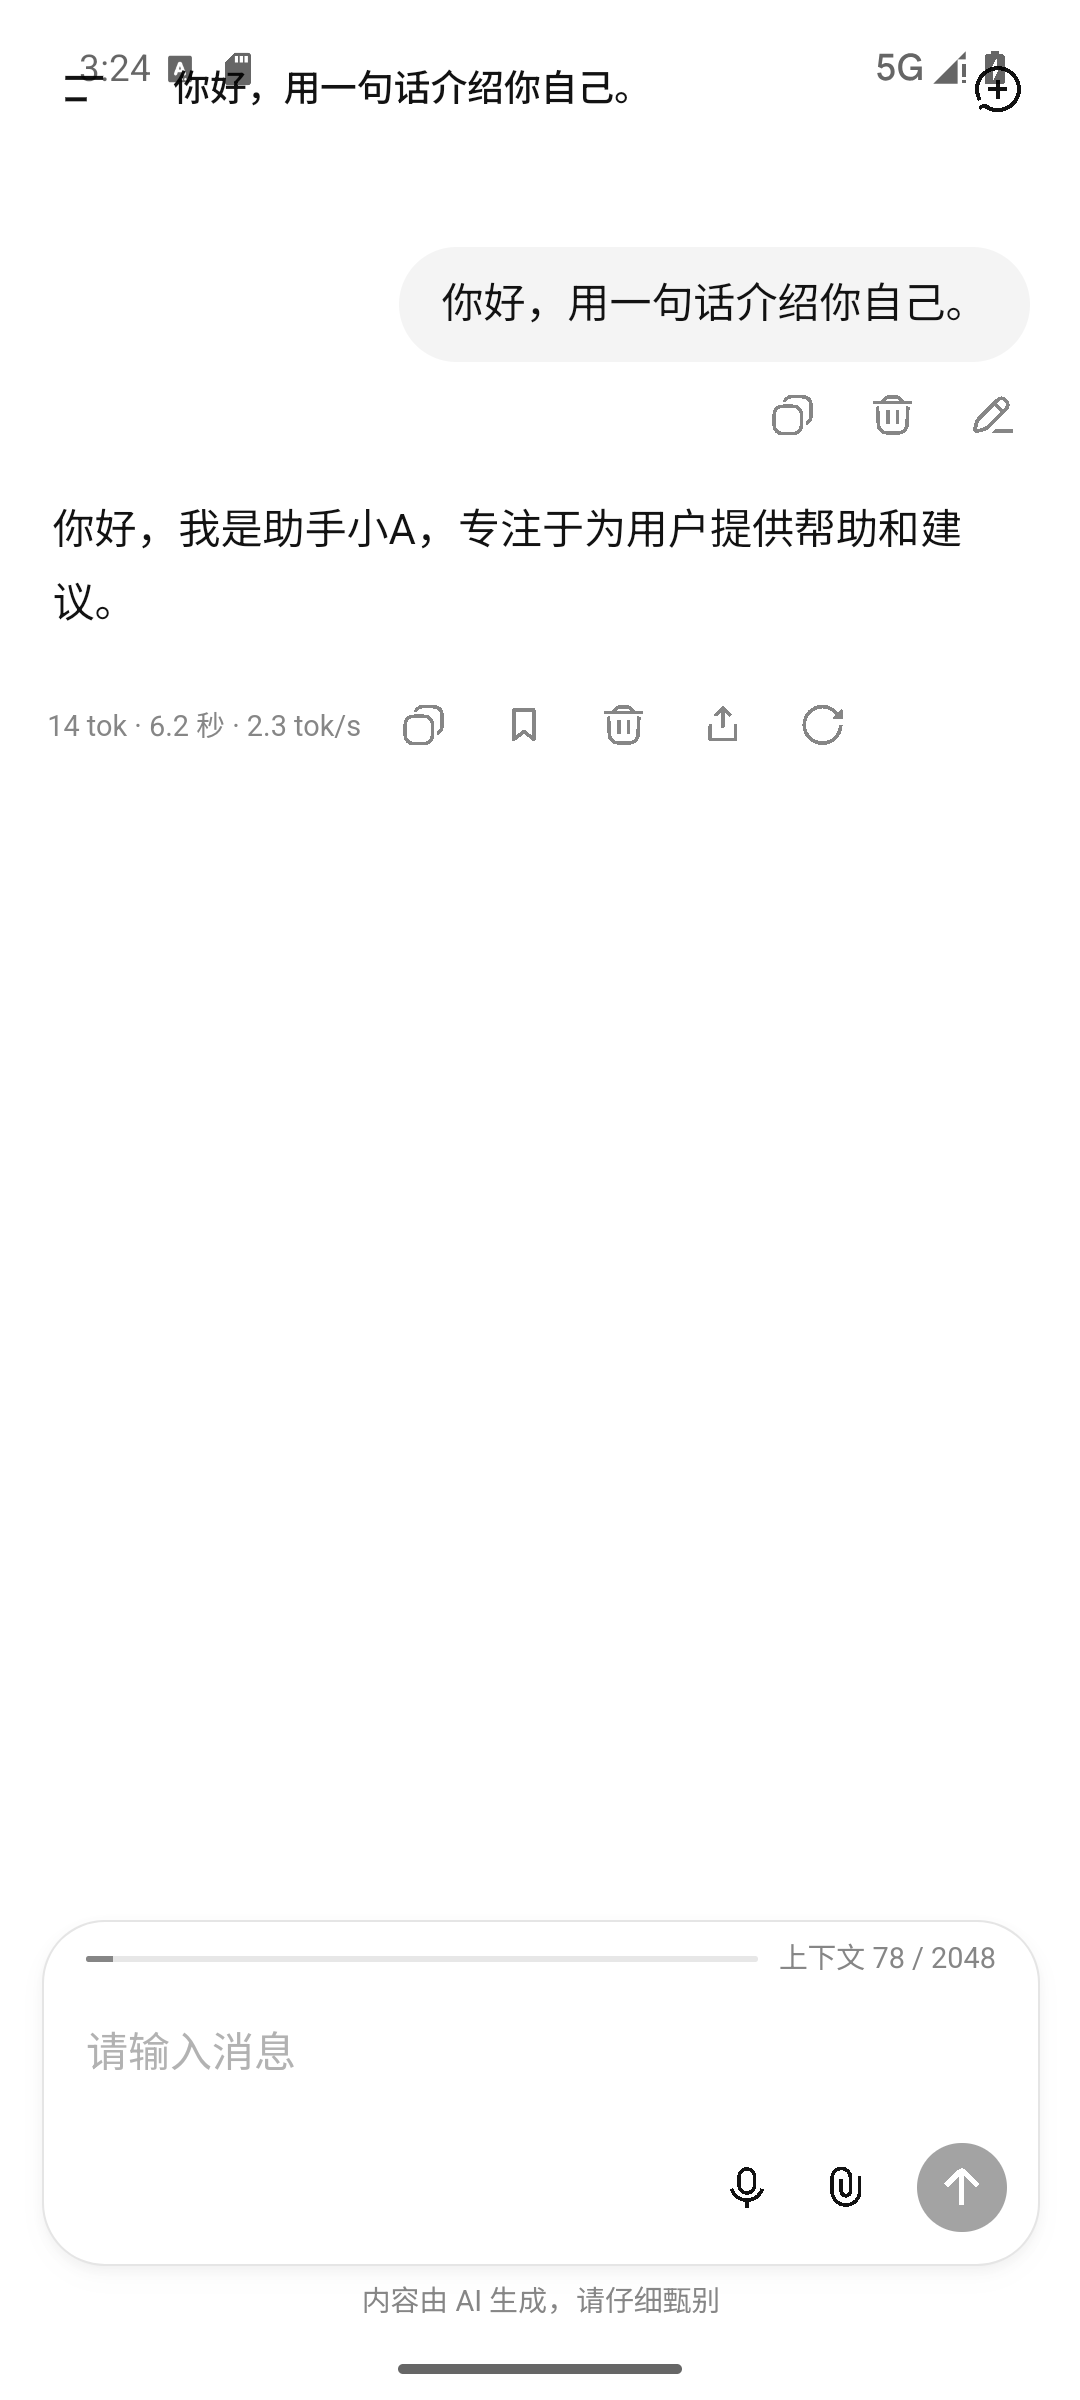 3:24
5G
你好，用一句话介绍你自己。
你好，用一句话介绍你自己。
你好，我是助手小A，专注于为用户提供帮助和建
议。
14 tok · 6.2 秒 · 2.3 tok/s
上下文 78 / 2048
请输入消息
内容由 AI 生成，请仔细甄别